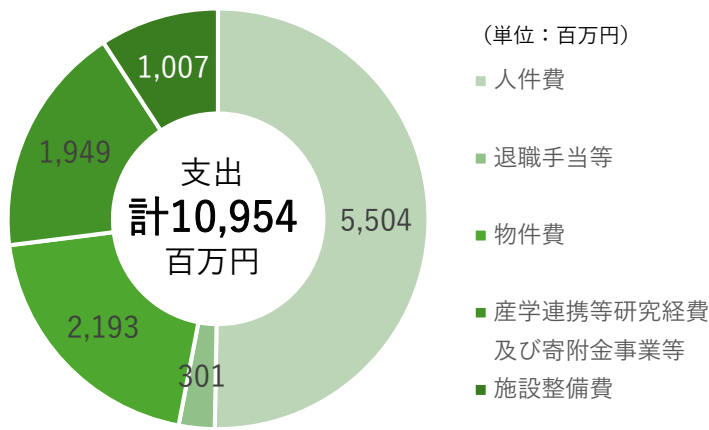 1,007
1,949
支出
計10,954
百万円
5,504
2,193
301
（単位：百万円）
人件費
退職手当等
物件費
産学連携等研究経費
及び寄附金事業等
施設整備費